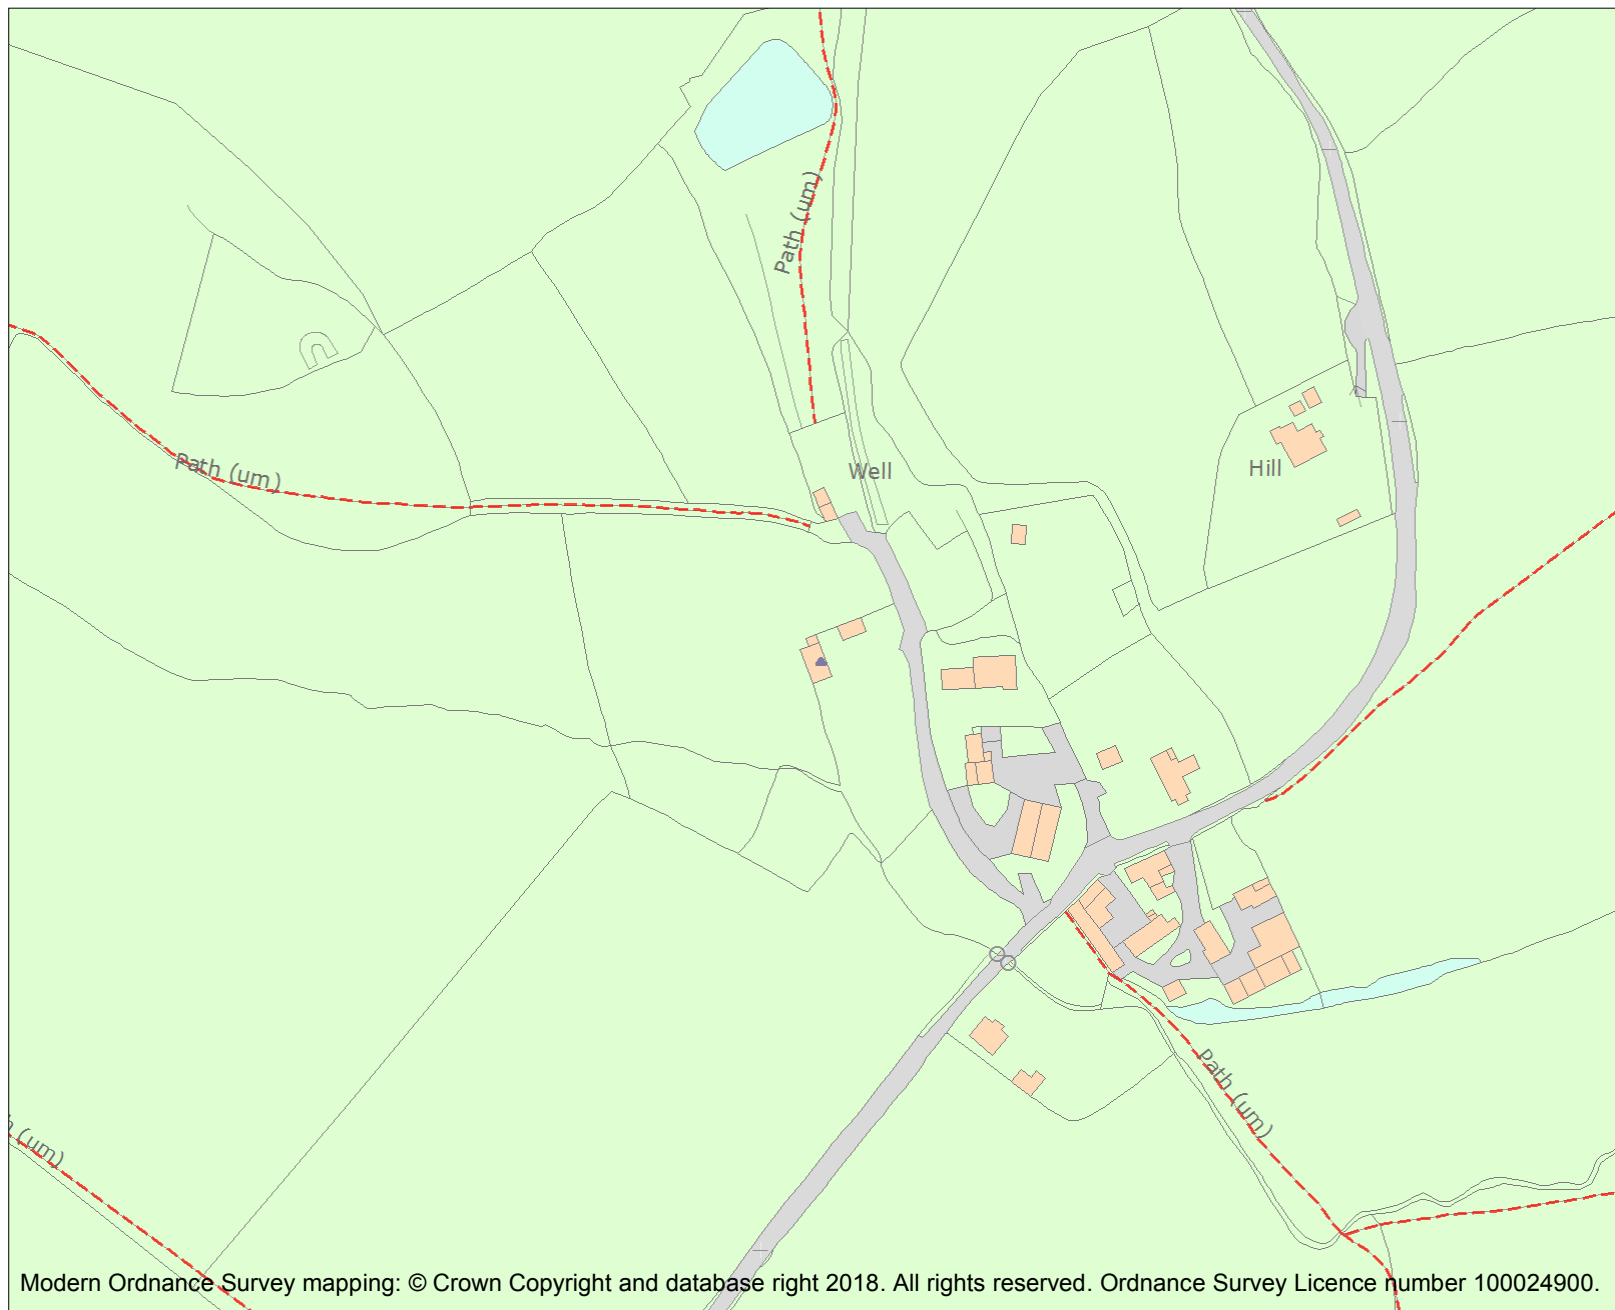 Path (um)
Path (um)
Well
Hill
Path (um)
(um)
Modern Ordnance Survey mapping: © Crown Copyright and database right 2018. All rights reserved. Ordnance Survey Licence number 100024900.